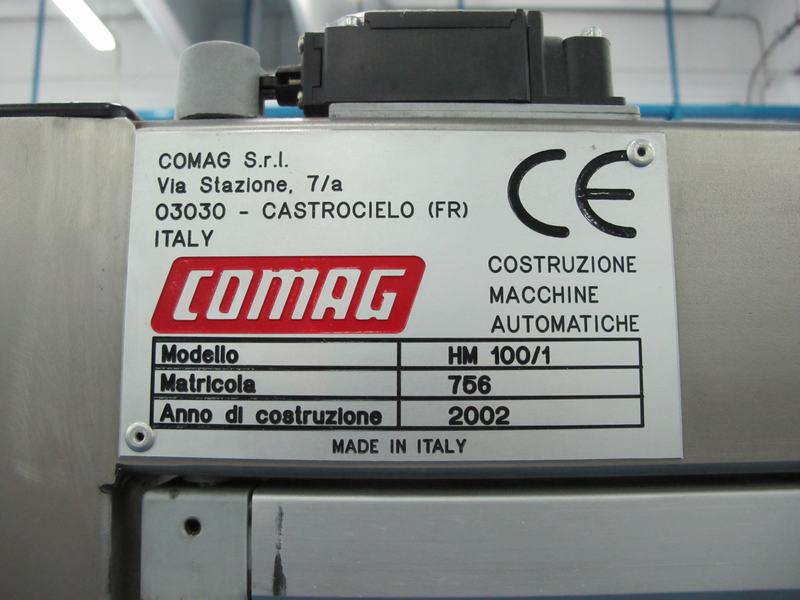 COMAG S.r.l.
Via Stazione, 7/a
03030 - CASTROCIELO (FR)
ITALY
CE
COMAG
COSTRUZIONE
MACCHINE
AUTOMATICHE
Modello HM 100/1
Matricola 756
Anno di costruzione 2002
MADE IN ITALY